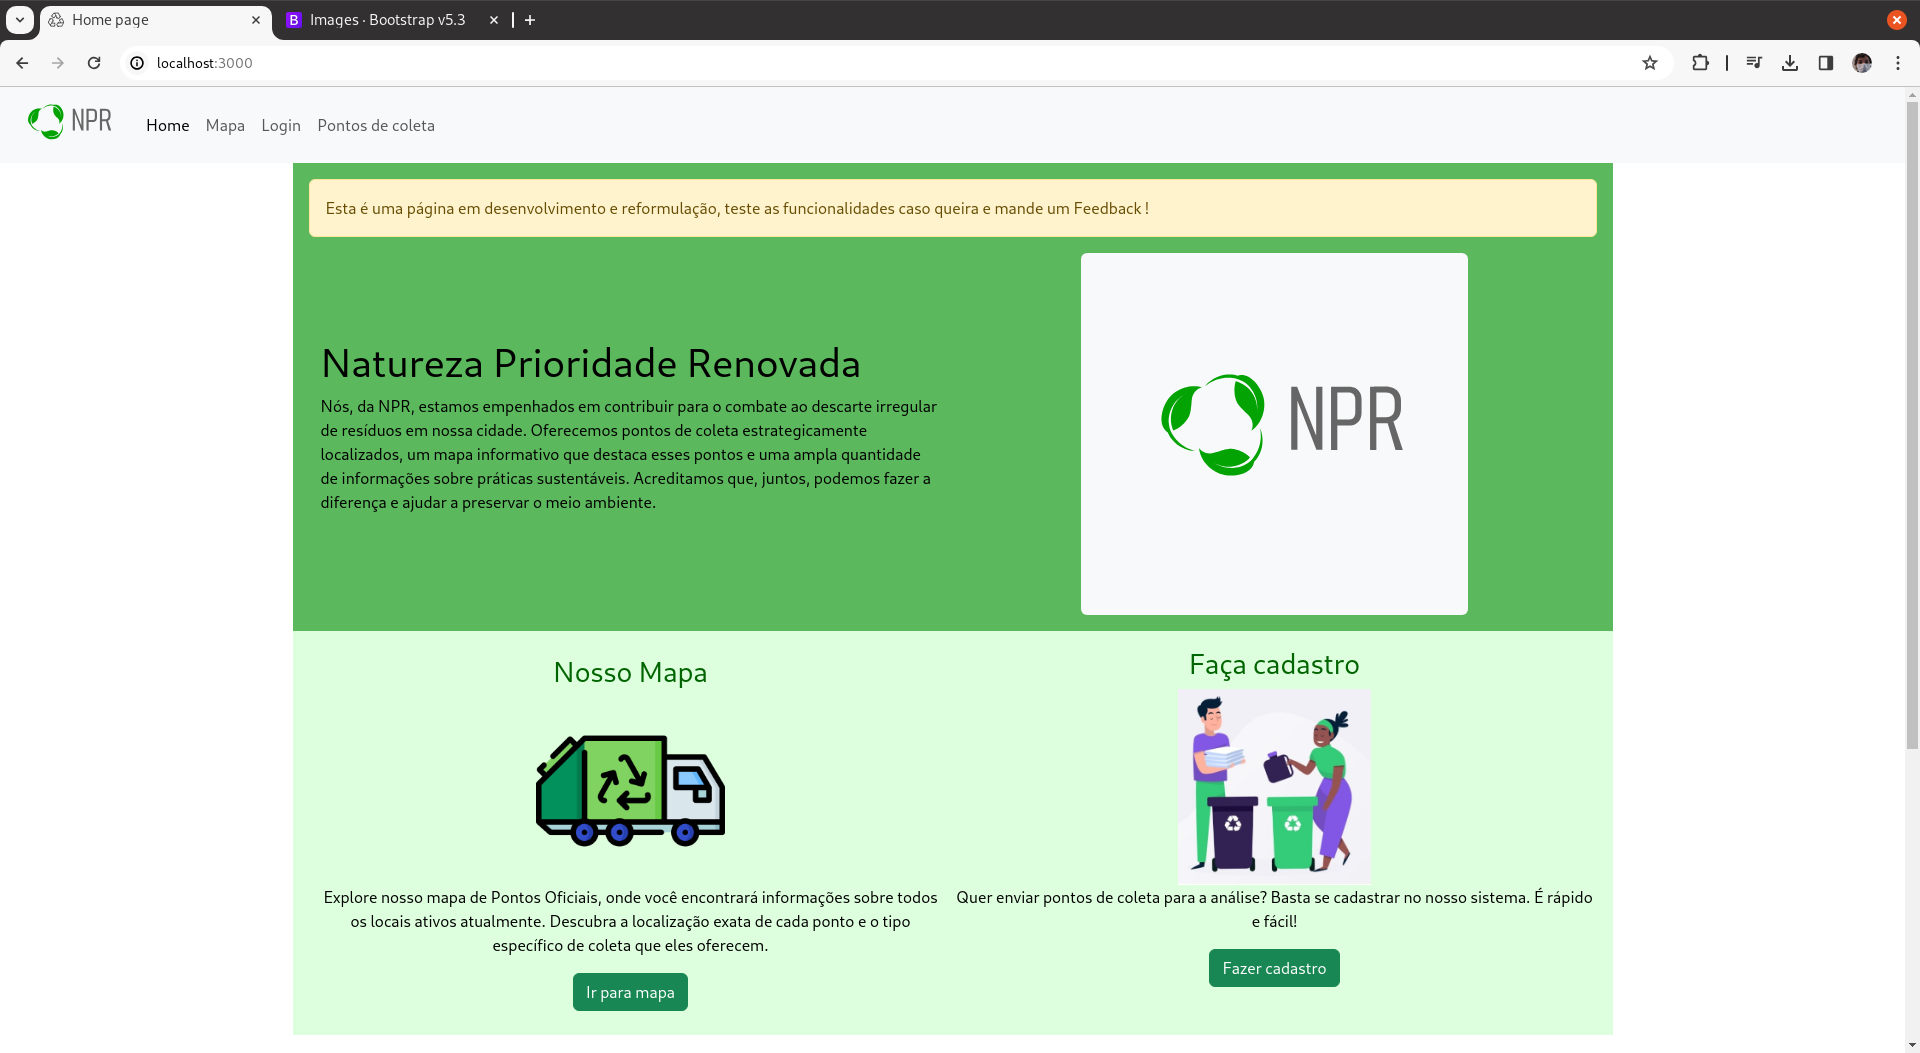 Home page
Images · Bootstrap v5.3
localhost:3000
NPR
Home
Mapa
Login
Pontos de coleta
Esta é uma página em desenvolvimento e reformulação, teste as funcionalidades caso queira e mande um Feedback !
Natureza Prioridade Renovada
Nós, da NPR, estamos empenhados em contribuir para o combate ao descarte irregular
de resíduos em nossa cidade. Oferecemos pontos de coleta estrategicamente
localizados, um mapa informativo que destaca esses pontos e uma ampla quantidade
de informações sobre práticas sustentáveis. Acreditamos que, juntos, podemos fazer a
diferença e ajudar a preservar o meio ambiente.
NPR
Nosso Mapa
Explore nosso mapa de Pontos Oficiais, onde você encontrará informações sobre todos
os locais ativos atualmente. Descubra a localização exata de cada ponto e o tipo
específico de coleta que eles oferecem.
Ir para mapa
Faça cadastro
Quer enviar pontos de coleta para a análise? Basta se cadastrar no nosso sistema. É rápido
e fácil!
Fazer cadastro